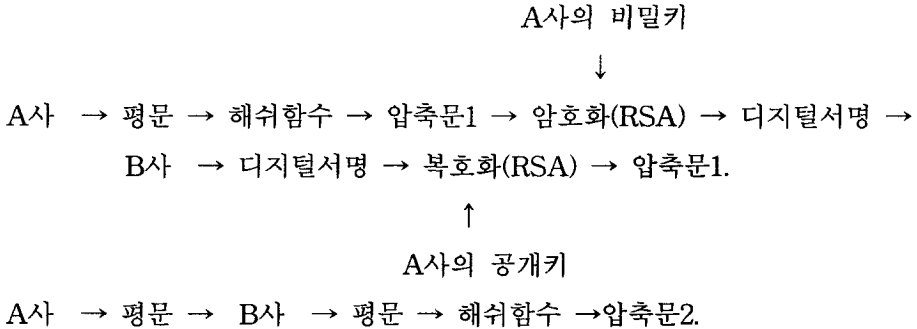 A사의 비밀키
↓
A사 → 평문 → 해쉬함수 → 압축문1 → 암호화(RSA) → 디지털서명 →
B사 → 디지털서명 → 복호화(RSA) → 압축문1.
↑
A사의 공개키
A사 → 평문 → B사 → 평문 → 해쉬함수 →압축문2.